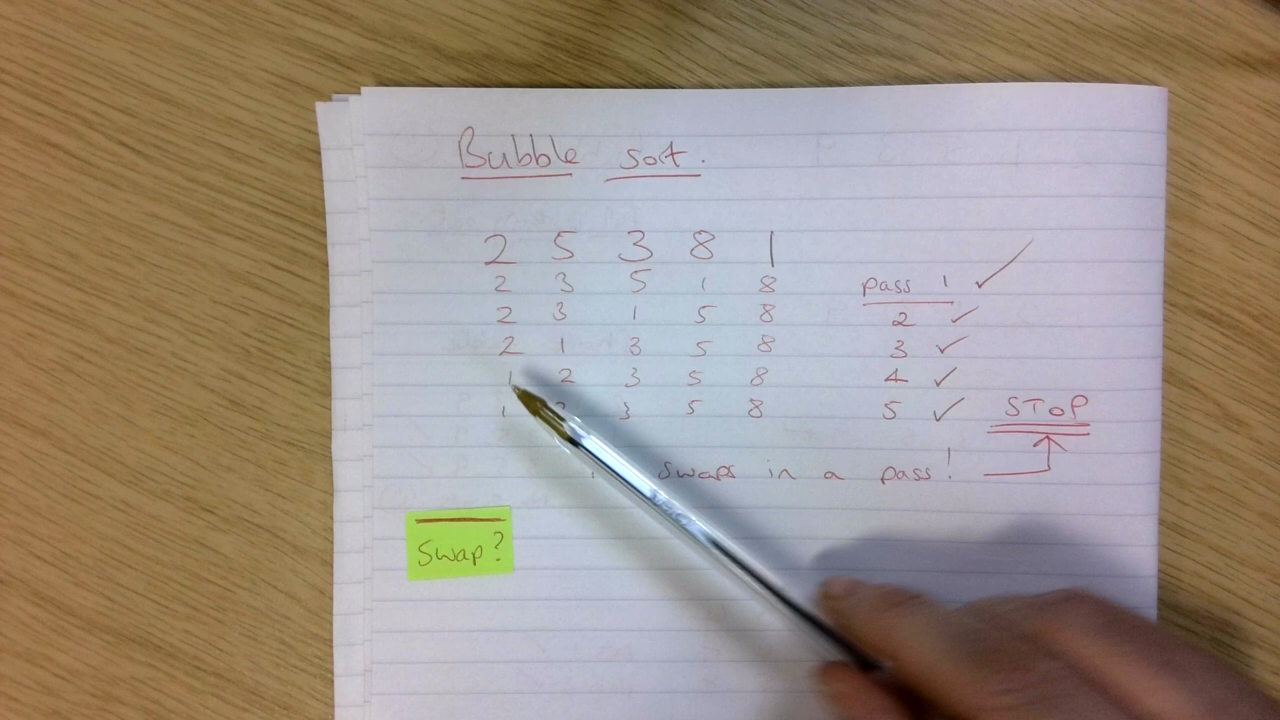 Bubble sort.
2 5 3 8 1
2 3 5 1 8 pass 1 ✓
2 3 1 5 8 2 ✓
2 1 3 5 8 3 ✓
1 2 3 5 8 4 ✓
1 3 5 8 5 ✓ STOP
swaps in a pass!
Swap?